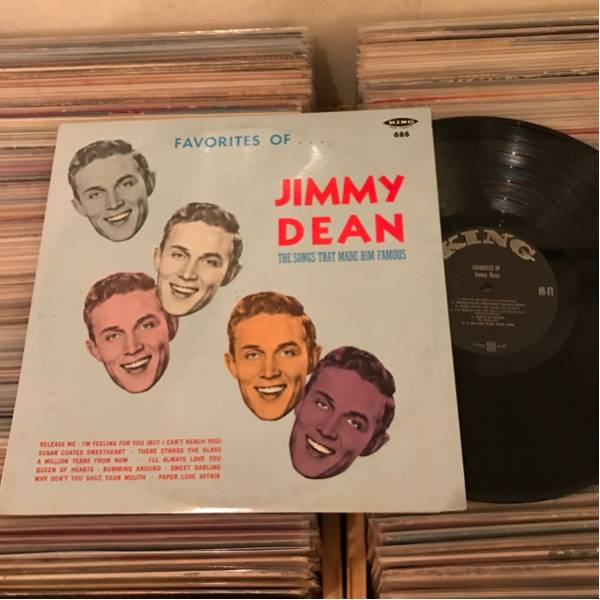 KING
686
FAVORITES OF . . . .
JIMMY
DEAN
THE SONGS THAT MADE HIM FAMOUS
RELEASE ME · I'M FEELING FOR YOU (BUT I CAN'T REACH YOU)
SUGAR COATED SWEETHEART · THERE STANDS THE GLASS
A MILLION TEARS FROM NOW · I'LL ALWAYS LOVE YOU
QUEEN OF HEARTS · BUMMING AROUND · SWEET DARLING
WHY DON'T YOU SHUT YOUR MOUTH · PAPER LOVE AFFAIR
KING
FAVORITES OF
Jimmy Dean
HI-FI